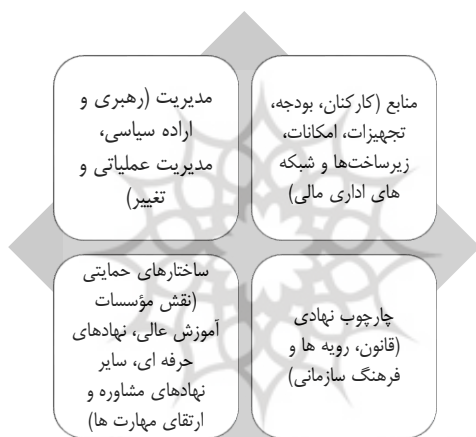 منابع (کارکنان، بودجه،
تجهیزات، امکانات،
زیرساخت‌ها و شبکه
های اداری مالی)
مدیریت (رهبری و
اراده سیاسی،
مدیریت عملیاتی و
تغییر)
چارچوب نهادی
(قانون، رویه ها و
فرهنگ سازمانی)
ساختارهای حمایتی
(نقش مؤسسات
آموزش عالی، نهادهای
حرفه ای، سایر
نهادهای مشاوره و
ارتقای مهارت ها)